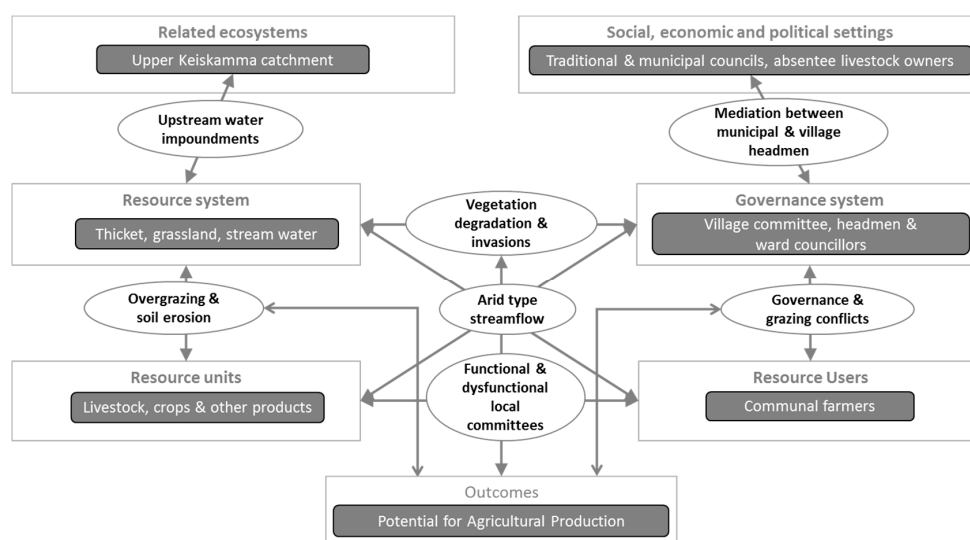 Related ecosystems
Upper Keiskamma catchment
Social, economic and political settings
Traditional & municipal councils, absentee livestock owners
Upstream water
impoundments
Mediation between
municipal & village
headmen
Resource system
Thicket, grassland, stream water
Vegetation
degradation &
invasions
Governance system
Village committee, headmen &
ward councillors
Overgrazing &
soil erosion
Arid type
streamflow
Governance &
grazing conflicts
Resource units
Livestock, crops & other products
Functional &
dysfunctional
local
committees
Resource Users
Communal farmers
Outcomes
Potential for Agricultural Production